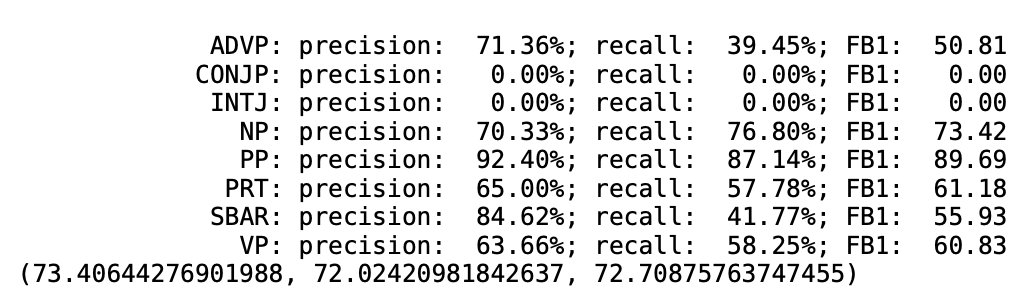 ADVP: precision:  71.36%; recall:  39.45%; FB1:  50.81
CONJP: precision:   0.00%; recall:   0.00%; FB1:   0.00
INTJ: precision:   0.00%; recall:   0.00%; FB1:   0.00
NP: precision:  70.33%; recall:  76.80%; FB1:  73.42
PP: precision:  92.40%; recall:  87.14%; FB1:  89.69
PRT: precision:  65.00%; recall:  57.78%; FB1:  61.18
SBAR: precision:  84.62%; recall:  41.77%; FB1:  55.93
VP: precision:  63.66%; recall:  58.25%; FB1:  60.83
(73.40644276901988, 72.02420981842637, 72.70875763747455)